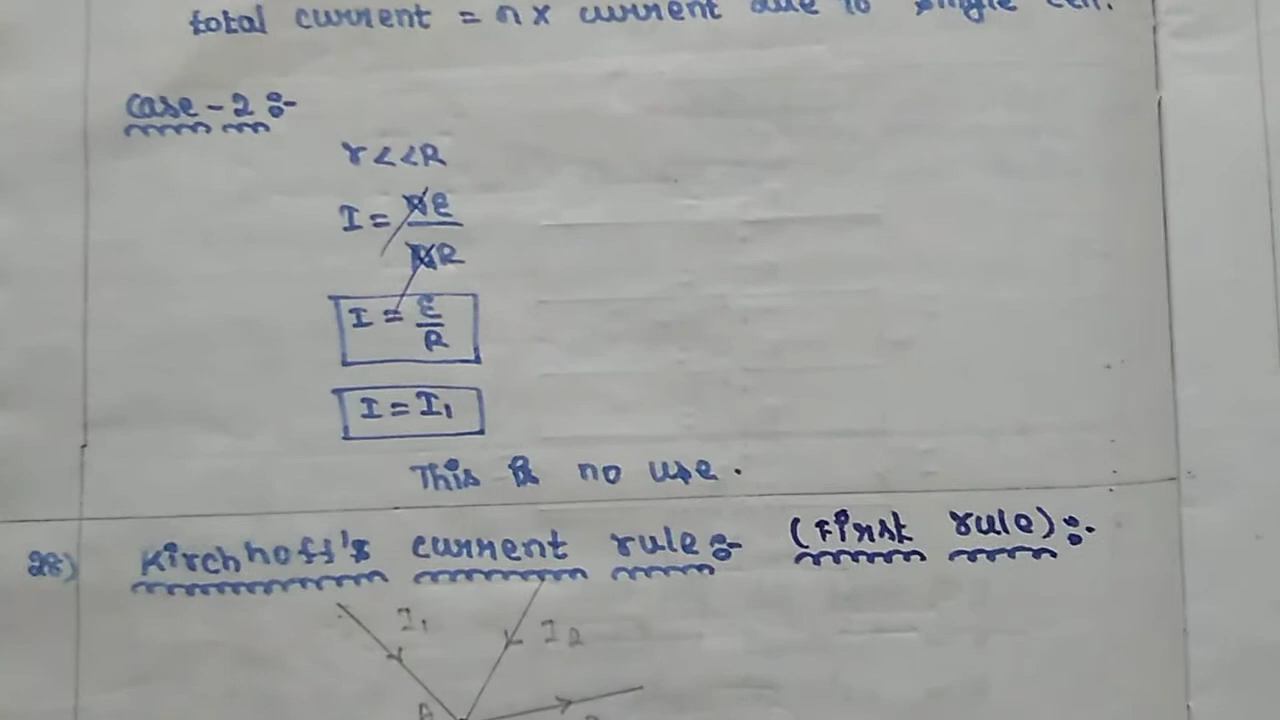 total current = n x current due to single cell.
case-2:-
r<<R
I = nε
nR
I = ε
R
I = I₁
This is no use.
28) Kirchhoff's current rule:- (First rule):-
I₁ I₂
A